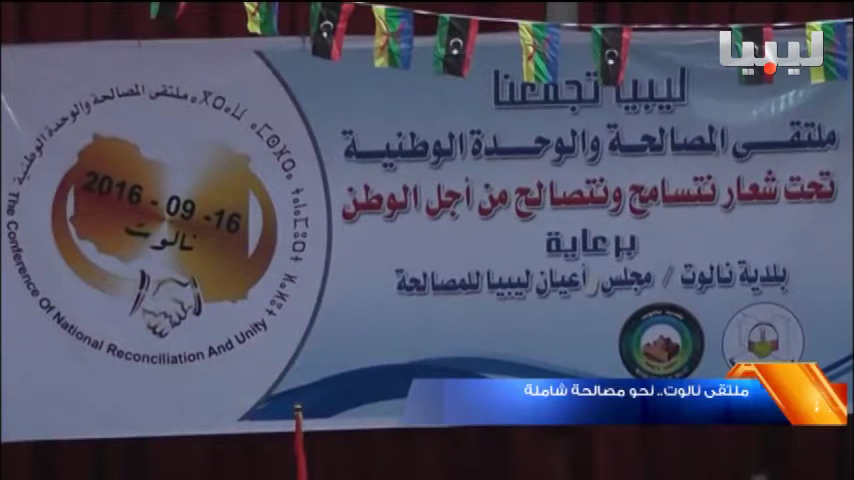 ليبيا
ليبيا تجمعنا
ملتقى المصالحة والوحدة الوطنية
تحت شعار نتسامح ونتصالح من أجل الوطن
برعاية
بلدية نالوت / مجلس أعيان ليبيا للمصالحة
ملتقى المصالحة والوحدة الوطنية
2016 - 09 - 16
نالوت
The Conference Of National Reconciliation And Unity
ملتقى نالوت.. نحو مصالحة شاملة